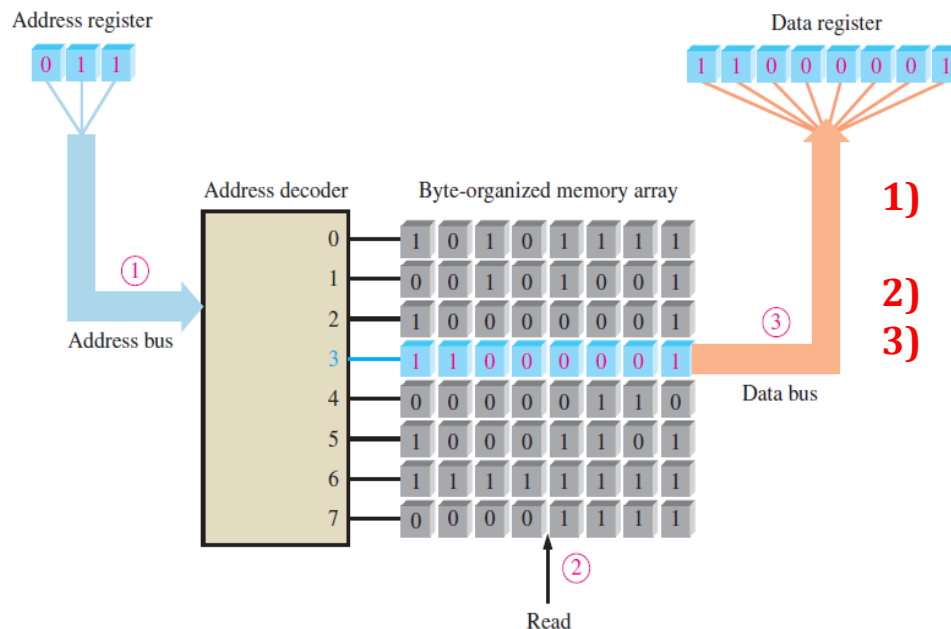 Address register
0 1 1
Data register
1 1 0 0 0 0 0 1
Address decoder
Byte-organized memory array
0 1 0 1 0 1 1 1 1
1 0 0 1 0 1 0 0 1
2 1 0 0 0 0 0 0 1
3 1 1 0 0 0 0 0 1
4 0 0 0 0 0 1 1 0
5 1 0 0 0 1 1 0 1
6 1 1 1 1 1 1 1 1
7 0 0 0 0 1 1 1 1
1
Address bus
2
Read
3
Data bus
1)
2)
3)